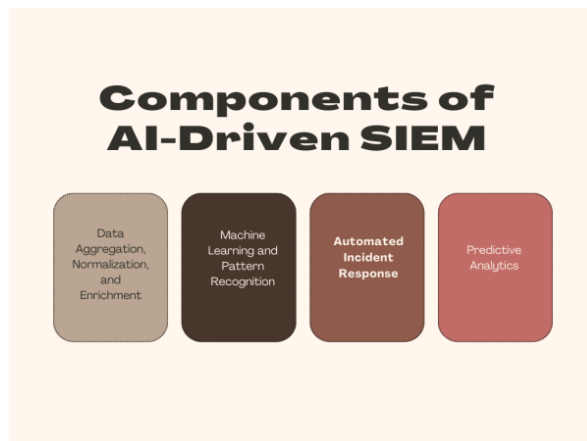 Components of
AI-Driven SIEM
Data
Aggregation,
Normalization,
and
Enrichment
Machine
Learning and
Pattern
Recognition
Automated
Incident
Response
Predictive
Analytics